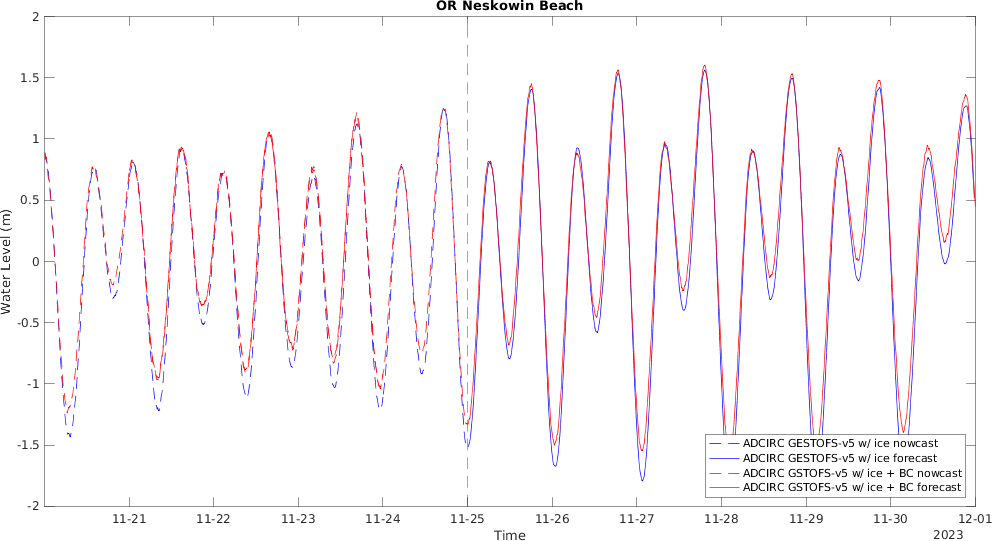 OR Neskowin Beach
2
1.5
1
0.5
0
-0.5
-1
-1.5
-2
Water Level (m)
ADCIRC GESTOFS-v5 w/ ice nowcast
ADCIRC GESTOFS-v5 w/ ice forecast
ADCIRC GSTOFS-v5 w/ ice + BC nowcast
ADCIRC GSTOFS-v5 w/ ice + BC forecast
11-21 11-22 11-23 11-24 11-25 11-26 11-27 11-28 11-29 11-30 12-01
Time
2023